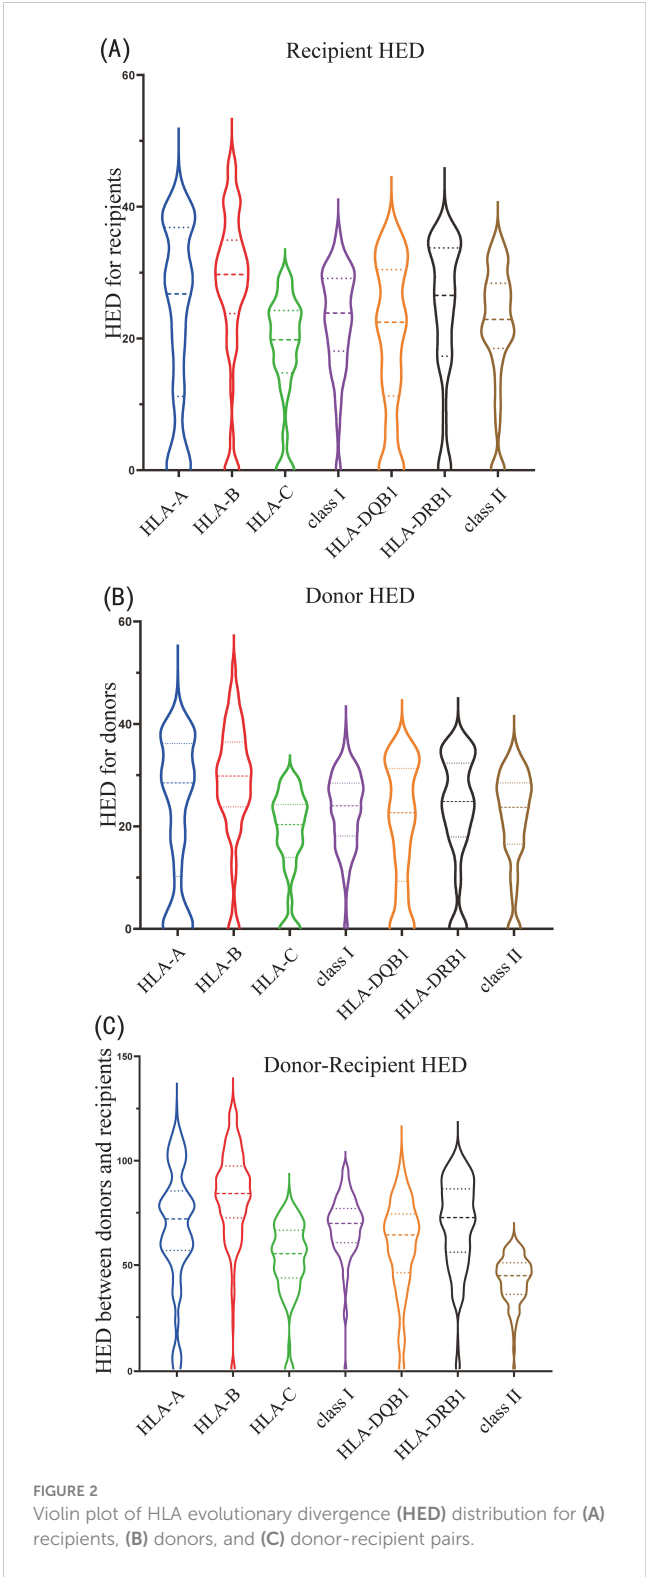 (A)
Recipient HED
HED for recipients
60
40
20
0
HLA-A
HLA-B
HLA-C
class I
HLA-DQB1
HLA-DRB1
class II
(B)
Donor HED
HED for donors
60
40
20
0
HLA-A
HLA-B
HLA-C
class I
HLA-DQB1
HLA-DRB1
class II
(C)
Donor-Recipient HED
HED between donors and recipients
150
100
50
0
HLA-A
HLA-B
HLA-C
class I
HLA-DQB1
HLA-DRB1
class II
FIGURE 2
Violin plot of HLA evolutionary divergence (HED) distribution for (A)
recipients, (B) donors, and (C) donor-recipient pairs.